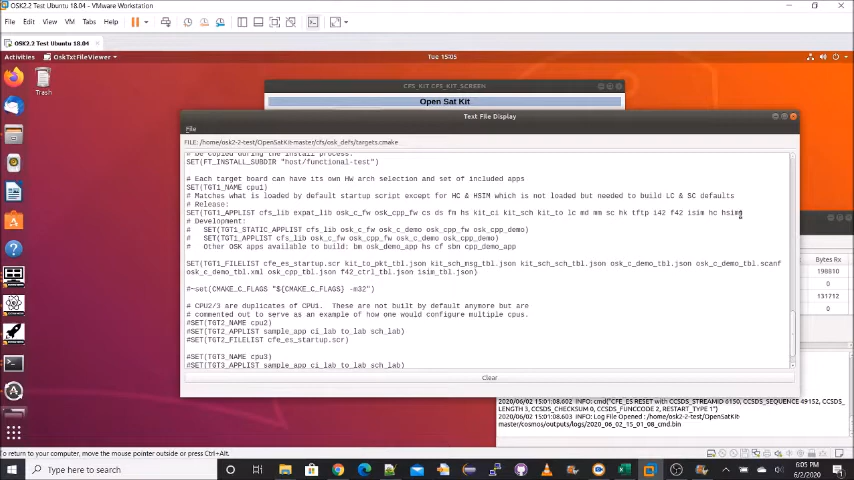 OSK2.2 Test Ubuntu 18.04 - VMware Workstation
File Edit View VM Tabs Help
OSK2.2 Test Ubuntu 18.04
Activities OskTxtFileViewer
Tue 15:05
CFS_KIT CFS_KIT_SCREEN
Open Sat Kit
Trash
Text File Display
File
FILE: /home/osk2-2-test/OpenSatKit-master/cfs/osk_defs/targets.cmake
# be copied during the install process.
SET(FT_INSTALL_SUBDIR "host/functional-test")
# Each target board can have its own HW arch selection and set of included apps
SET(TGT1_NAME cpu1)
# Matches what is loaded by default startup script except for HC & HSIM which is not loaded but needed to build LC & SC defaults
# Release:
SET(TGT1_APPLIST cfs_lib expat_lib osk_c_fw osk_cpp_fw cs ds fm hs kit_ci kit_sch kit_to lc md mm sc hk tftp i42 f42 isim hc hsim)
# Development:
# SET(TGT1_STATIC_APPLIST cfs_lib osk_c_fw osk_c_demo osk_cpp_fw)
# SET(TGT1_APPLIST cfs_lib osk_c_fw osk_cpp_fw osk_c_demo)
# Other OSK apps available to build: bm osk_demo_app hs cf sbn cpp_demo_app
SET(TGT1_FILELIST cfe_es_startup.scr kit_to_pkt_tbl.json kit_sch_msg_tbl.json kit_sch_sch_tbl.json osk_c_demo_tbl.json osk_c_demo_tbl.scanf
osk_c_demo_tbl.xml osk_cpp_tbl.json f42_ctrl_tbl.json isim_tbl.json)
#~set(CMAKE_C_FLAGS "${CMAKE_C_FLAGS} -m32")
# CPU2/3 are duplicates of CPU1. These are not built by default anymore but are
# commented out to serve as an example of how one would configure multiple cpus.
#SET(TGT2_NAME cpu2)
#SET(TGT2_APPLIST sample_app ci_lab to_lab sch_lab)
#SET(TGT2_FILELIST cfe_es_startup.scr)
#SET(TGT3_NAME cpu3)
#SET(TGT3_APPLIST sample_app ci_lab to_lab sch_lab)
Clear
Bytes Rx
198810
0
131712
0
2020/06/02 15:01:08.602 INFO: cmd("CFE_ES RESET with CCSDS_STREAMID 6150, CCSDS_SEQUENCE 49152, CCSDS_
LENGTH 3, CCSDS_CHECKSUM 0, CCSDS_FUNCCODE 2, RESTART_TYPE 1")
2020/06/02 15:01:08.603 INFO: Log File Opened : /home/osk2-2-test/OpenSatKit-
master/cosmos/outputs/logs/2020_06_02_15_01_08_cmd.bin
To return to your computer, move the mouse pointer outside or press Ctrl+Alt.
Type here to search
6:05 PM
6/2/2020